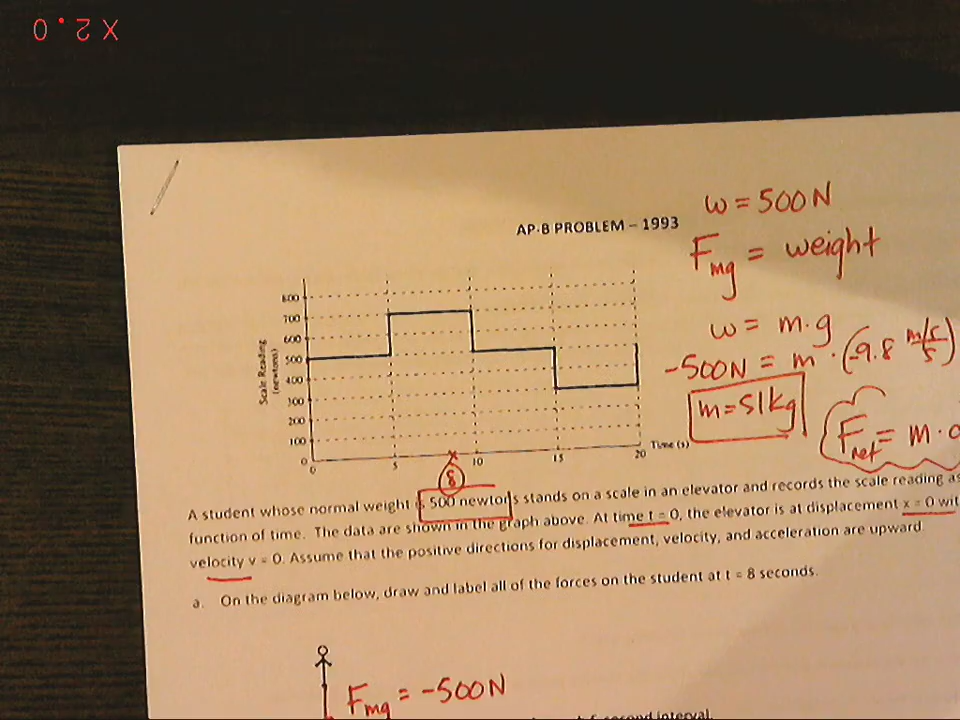 X 2.0
AP-B PROBLEM – 1993
w = 500N
Fmg = weight
w = m·g
-500N = m·(-9.8 m/s/s)
m=51kg
Fnet = m·a
Scale Reading
(newtons)
800
700
600
500
400
300
200
100
0
0 5 10 15 20
Time (s)
8
A student whose normal weight is 500 newtons stands on a scale in an elevator and records the scale reading as
function of time. The data are shown in the graph above. At time t = 0, the elevator is at displacement x = 0 wit
velocity v = 0. Assume that the positive directions for displacement, velocity, and acceleration are upward.
a. On the diagram below, draw and label all of the forces on the student at t = 8 seconds.
Fmg = -500N
second interval.